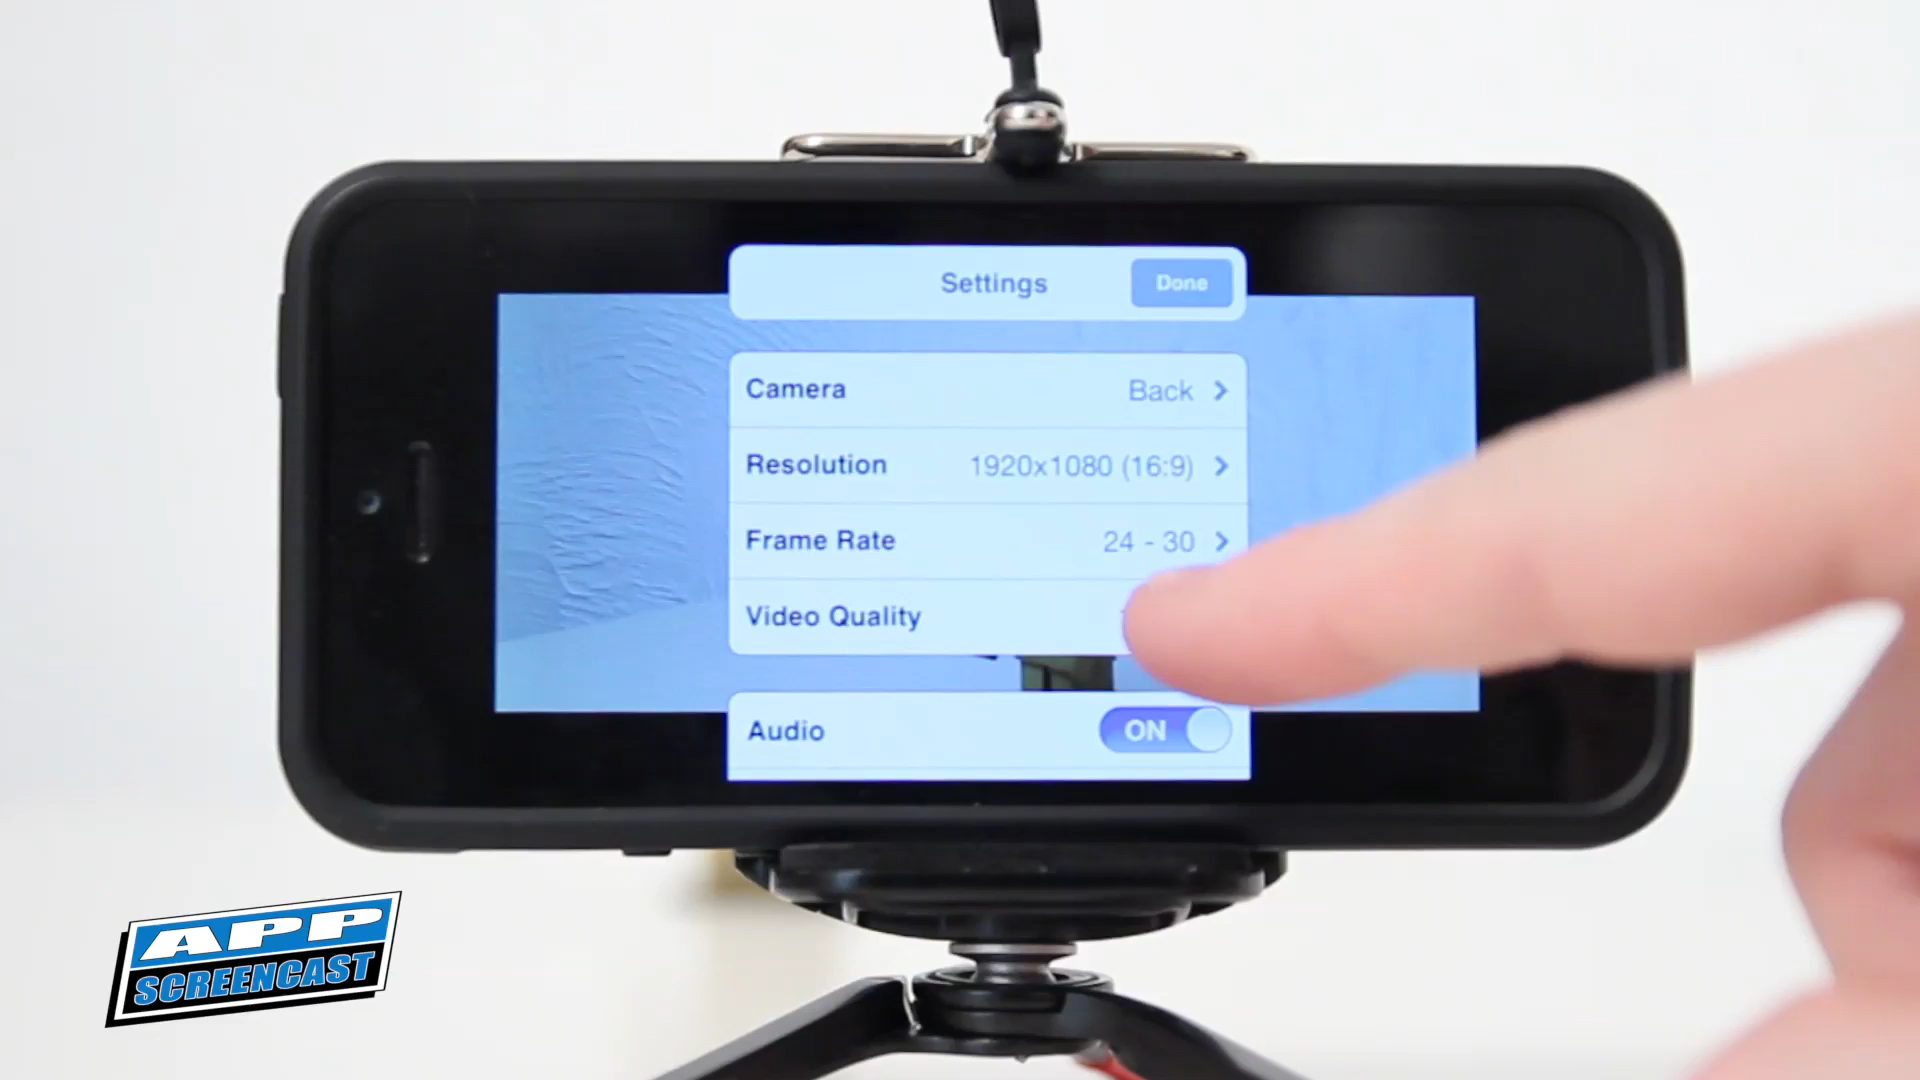 Settings Done
Camera Back
Resolution 1920x1080 (16:9)
Frame Rate 24 - 30
Video Quality
Audio ON
APP
SCREENCAST